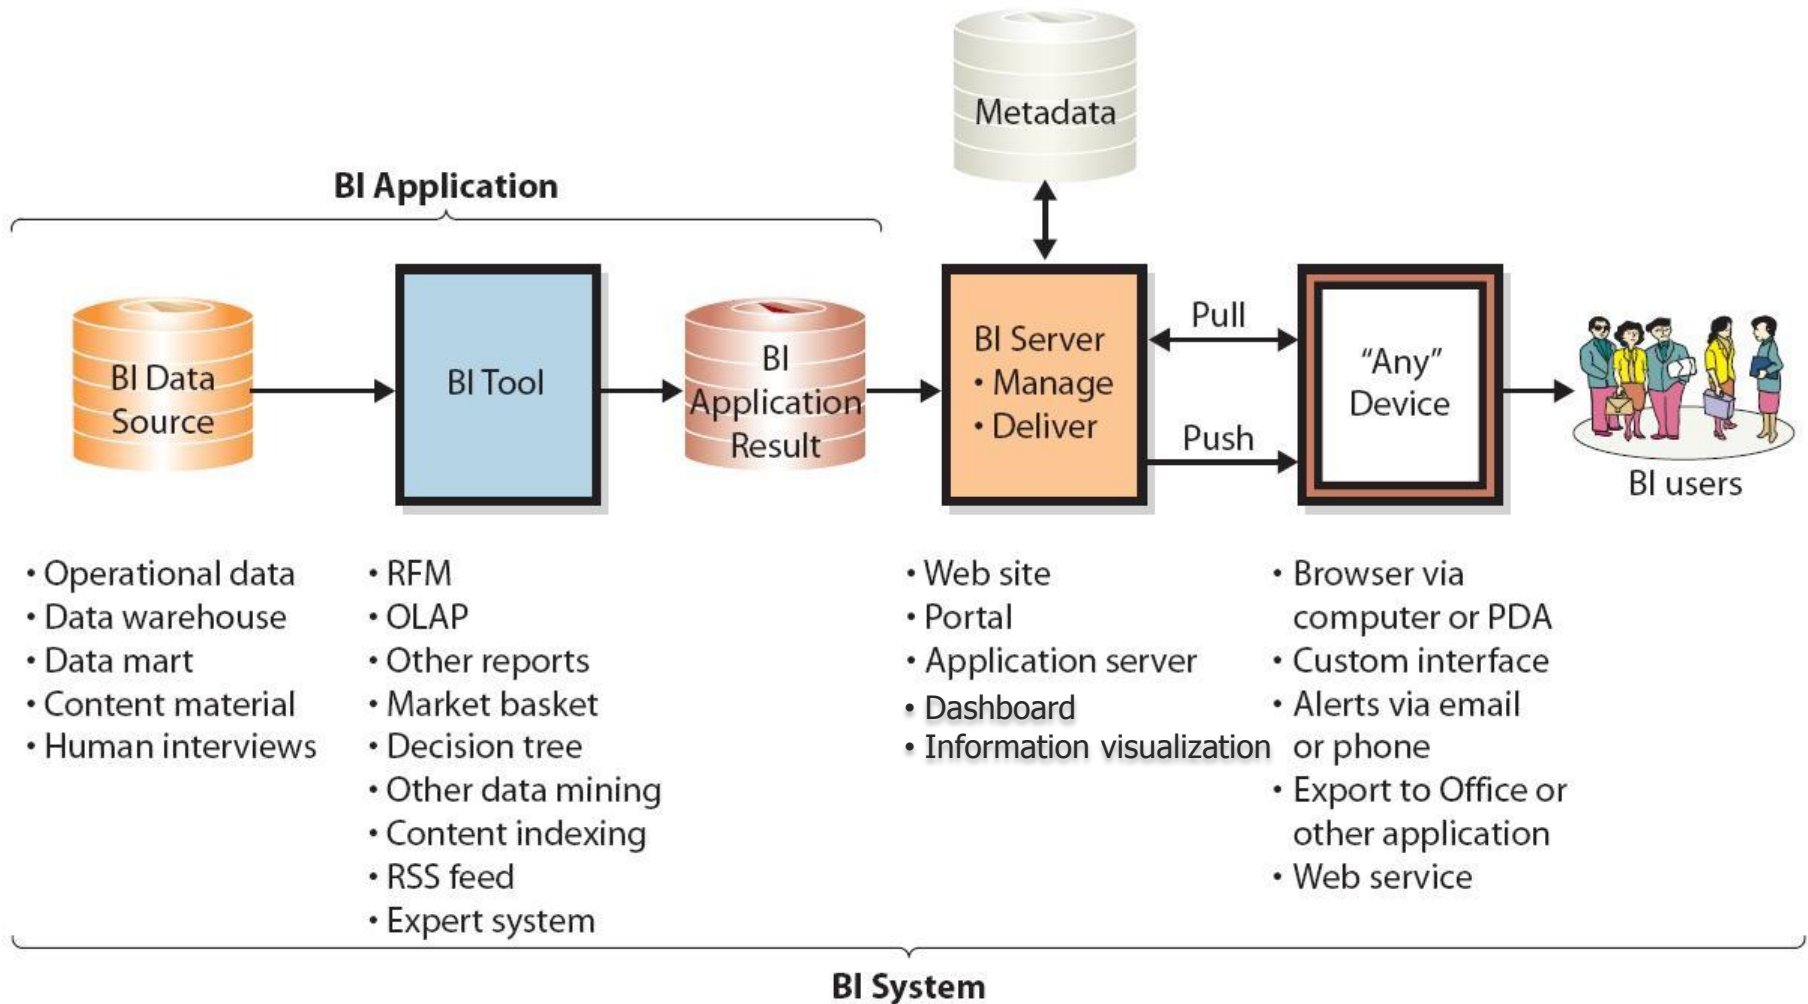 Metadata
BI Application
BI Data
Source
BI Tool
BI
Application
Result
BI Server
• Manage
• Deliver
Pull
Push
“Any”
Device
BI users
• Operational data
• Data warehouse
• Data mart
• Content material
• Human interviews
• RFM
• OLAP
• Other reports
• Market basket
• Decision tree
• Other data mining
• Content indexing
• RSS feed
• Expert system
• Web site
• Portal
• Application server
• Dashboard
• Information visualization
• Browser via
computer or PDA
• Custom interface
• Alerts via email
or phone
• Export to Office or
other application
• Web service
BI System